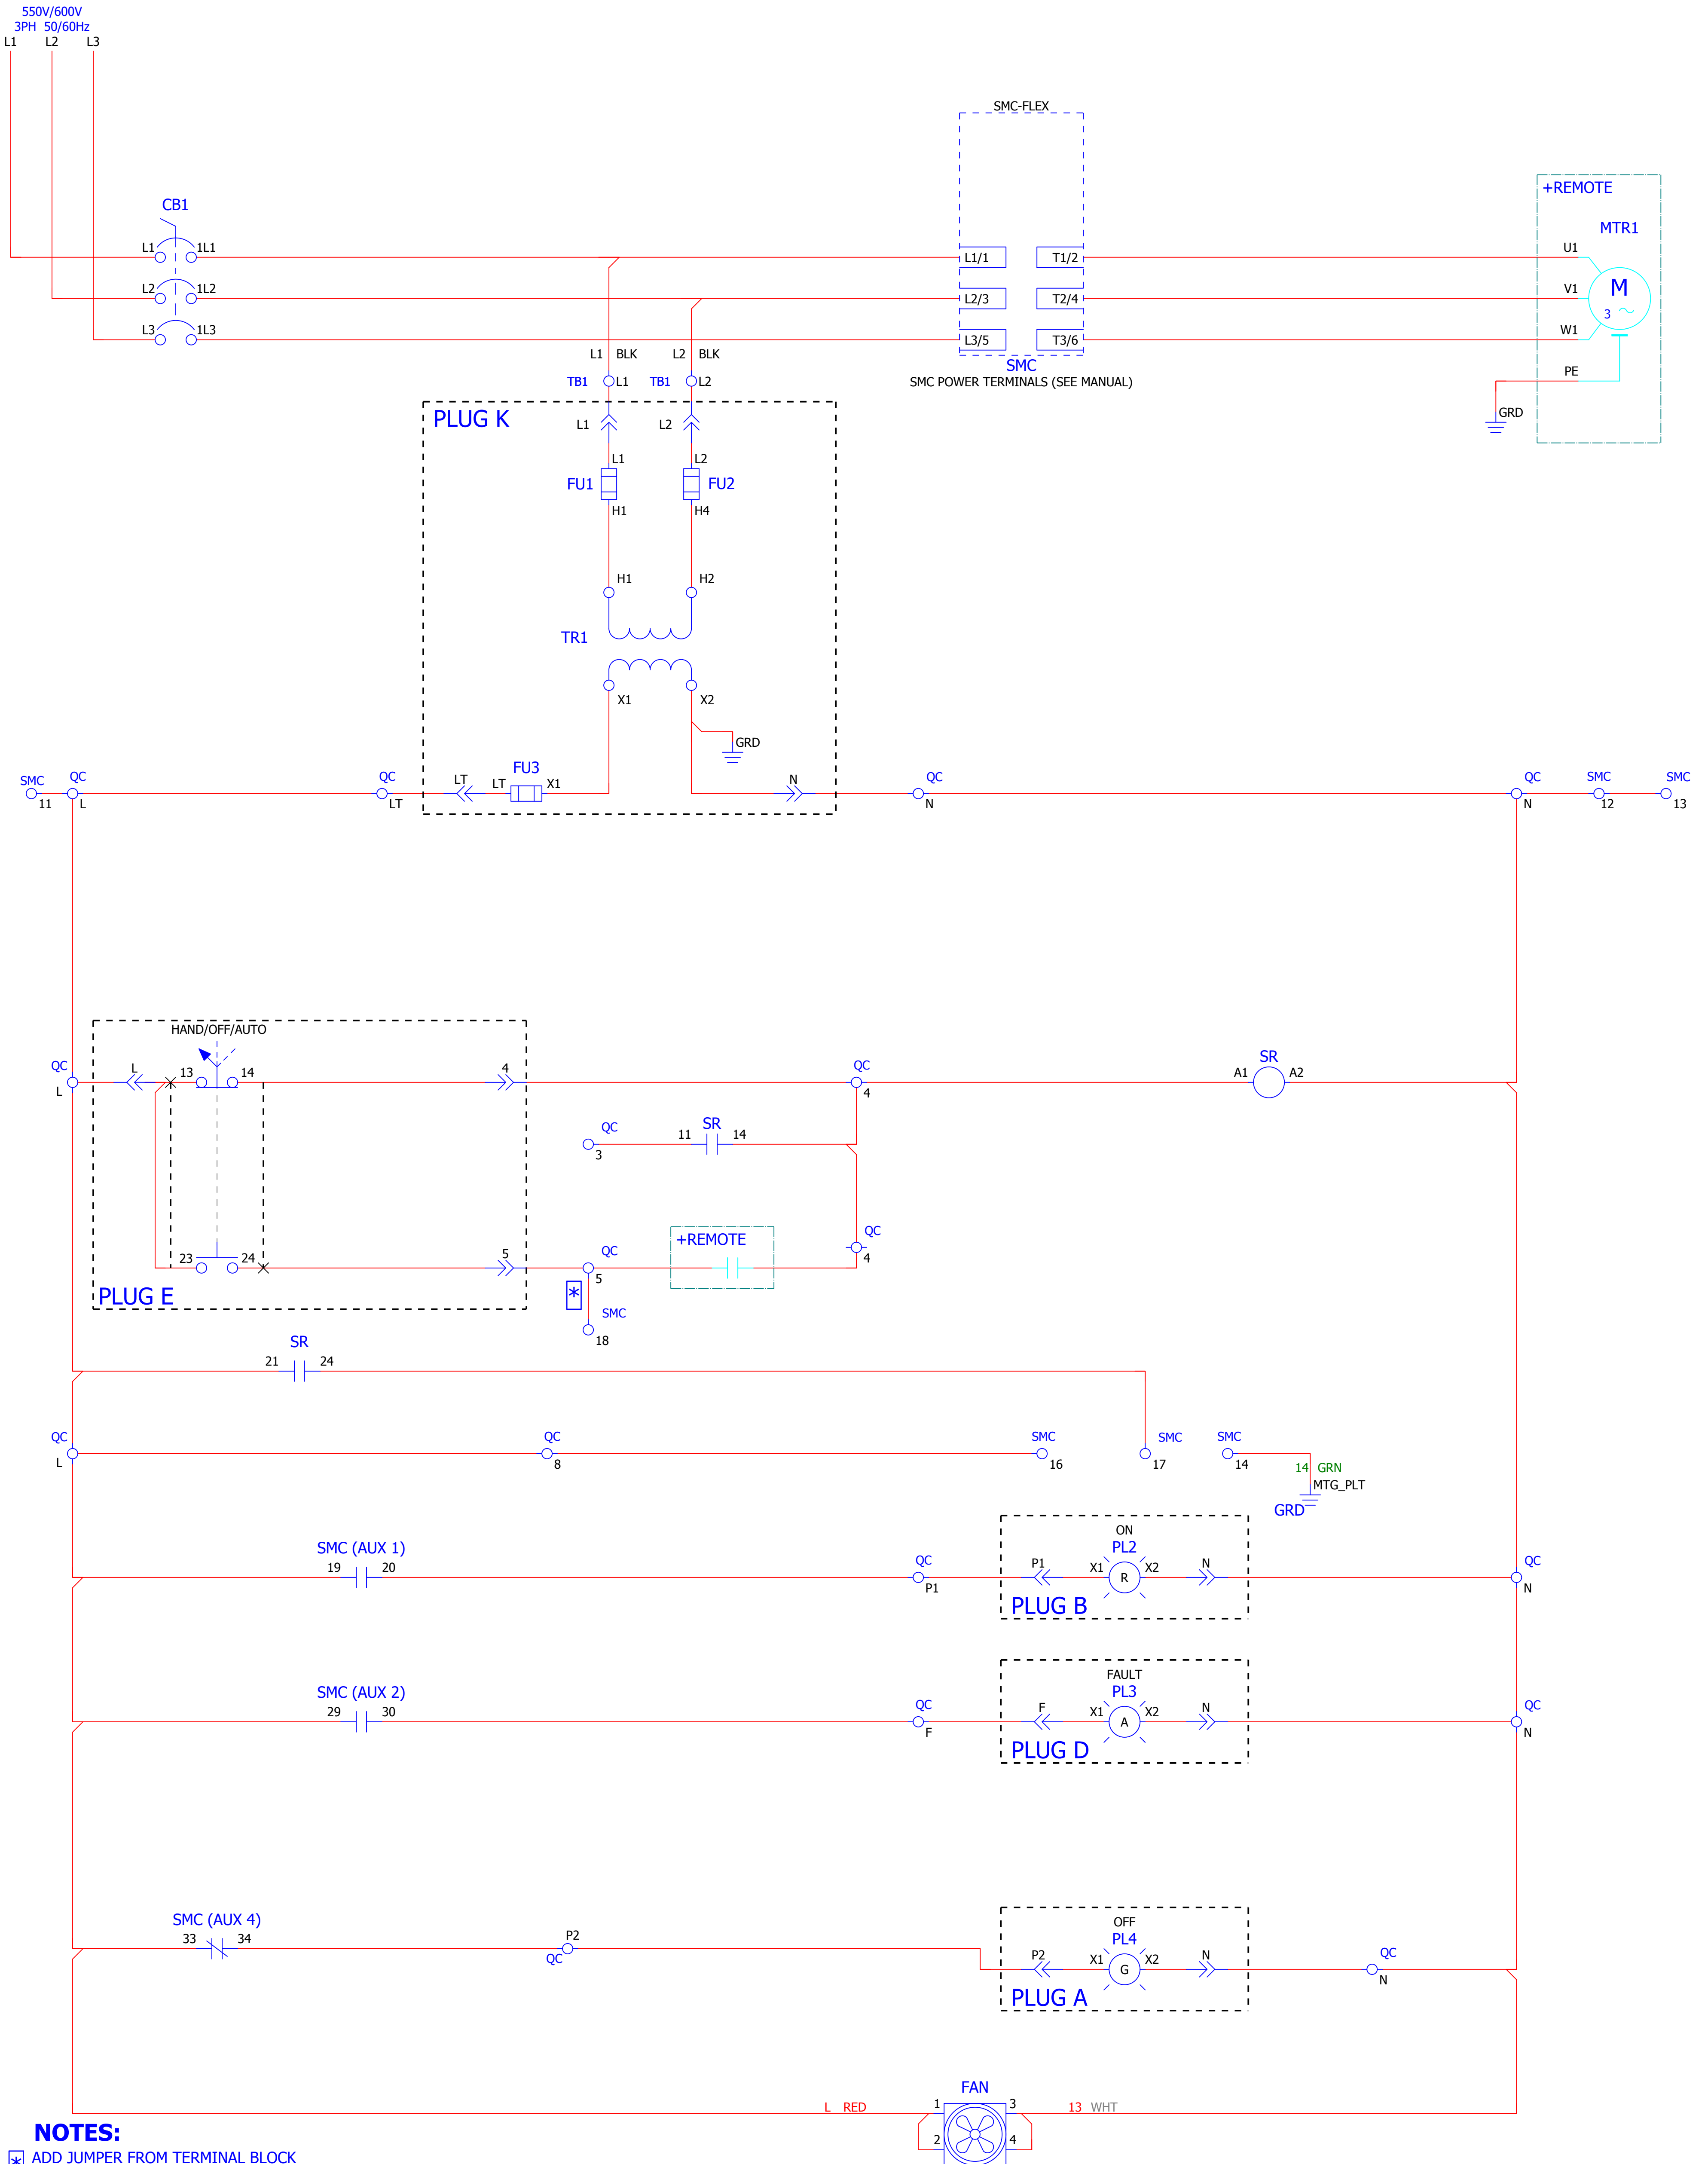 550V/600V
3PH 50/60Hz
L1 L2 L3
SMC-FLEX
+REMOTE
CB1
MTR1
L1 1L1 L1/1 T1/2 U1
L2 1L2 L2/3 T2/4 V1 M
3
L3 1L3 L3/5 T3/6 W1
L1 BLK L2 BLK
SMC
PE
TB1 L1 TB1 L2
SMC POWER TERMINALS (SEE MANUAL)
PLUG K
L1 L2
GRD
L1 L2
FU1 FU2
H1 H4
H1 H2
TR1
X1 X2
GRD
SMC QC QC LT LT FU3 X1 N QC QC SMC SMC
11 L LT N N 12 13
HAND/OFF/AUTO
QC L 13 14 4 QC A1 SR A2
L 4
QC 11 SR 14
3
QC
+REMOTE
23 24 5 QC 4
5
PLUG E
*
SMC
18
SR
21 24
QC QC SMC SMC SMC
L 8 16 17 14
14 GRN
MTG_PLT
GRD
ON
SMC (AUX 1) PL2
19 20 QC P1 X1 R X2 N QC
P1 N
PLUG B
FAULT
SMC (AUX 2) PL3
29 30 QC F X1 A X2 N QC
F N
PLUG D
OFF
SMC (AUX 4) PL4
33 34 P2 P2 X1 G X2 N QC
QC N
PLUG A
FAN
L RED 1 3 13 WHT
2 4
NOTES:
* ADD JUMPER FROM TERMINAL BLOCK